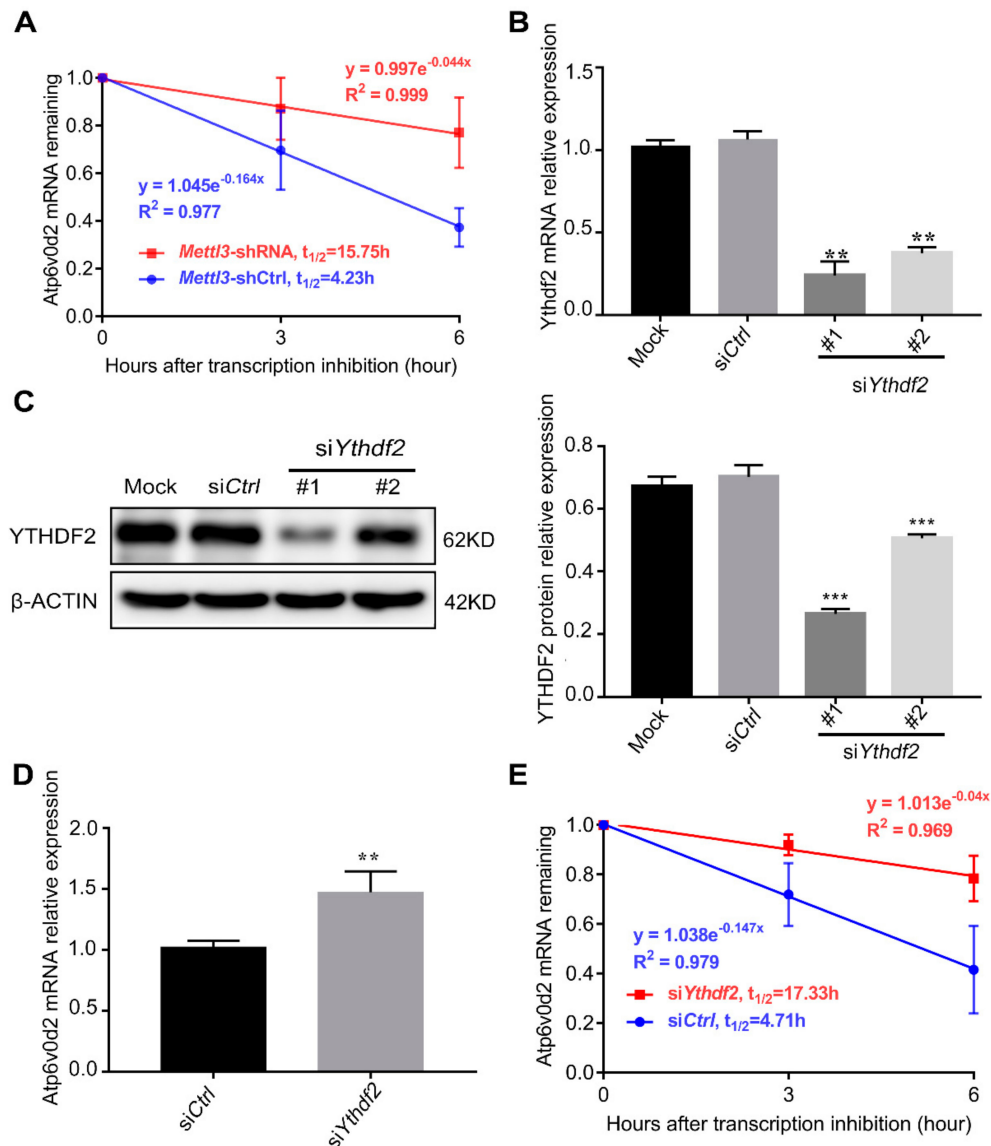 A
Atp6v0d2 mRNA remaining
1.0
0.8
0.6
0.4
0.2
0.0
y = 0.997e^-0.044x
R² = 0.999
y = 1.045e^-0.164x
R² = 0.977
Mettl3-shRNA, t1/2=15.75h
Mettl3-shCtrl, t1/2=4.23h
0
3
6
Hours after transcription inhibition (hour)
B
Ythdf2 mRNA relative expression
1.5
1.0
0.5
0.0
**
**
Mock
siCtrl
#1
#2
siYthdf2
C
siYthdf2
Mock
siCtrl
#1
#2
YTHDF2
62KD
β-ACTIN
42KD
YTHDF2 protein relative expression
0.8
0.6
0.4
0.2
0.0
***
***
Mock
siCtrl
#1
#2
siYthdf2
D
Atp6v0d2 mRNA relative expression
2.0
1.5
1.0
0.5
0.0
**
siCtrl
siYthdf2
E
Atp6v0d2 mRNA remaining
1.0
0.8
0.6
0.4
0.2
0.0
y = 1.013e^-0.04x
R² = 0.969
y = 1.038e^-0.147x
R² = 0.979
siYthdf2, t1/2=17.33h
siCtrl, t1/2=4.71h
0
3
6
Hours after transcription inhibition (hour)